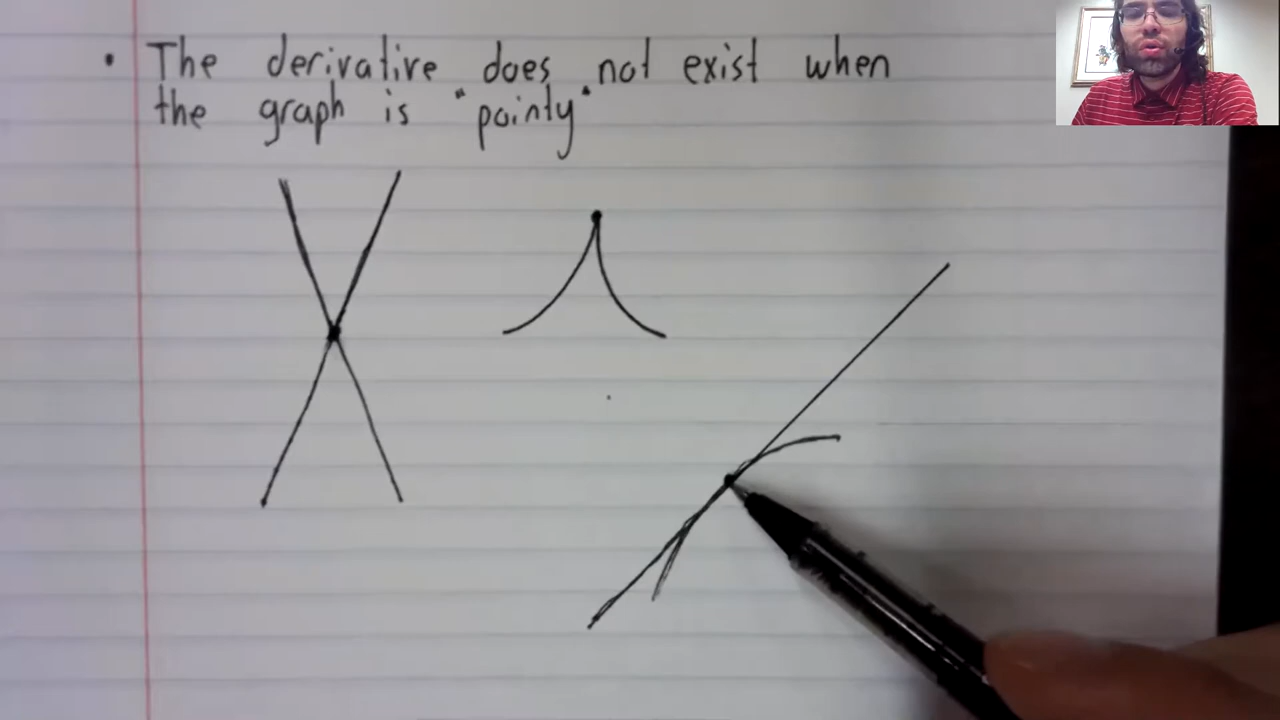 • The derivative does not exist when
the graph is "pointy"